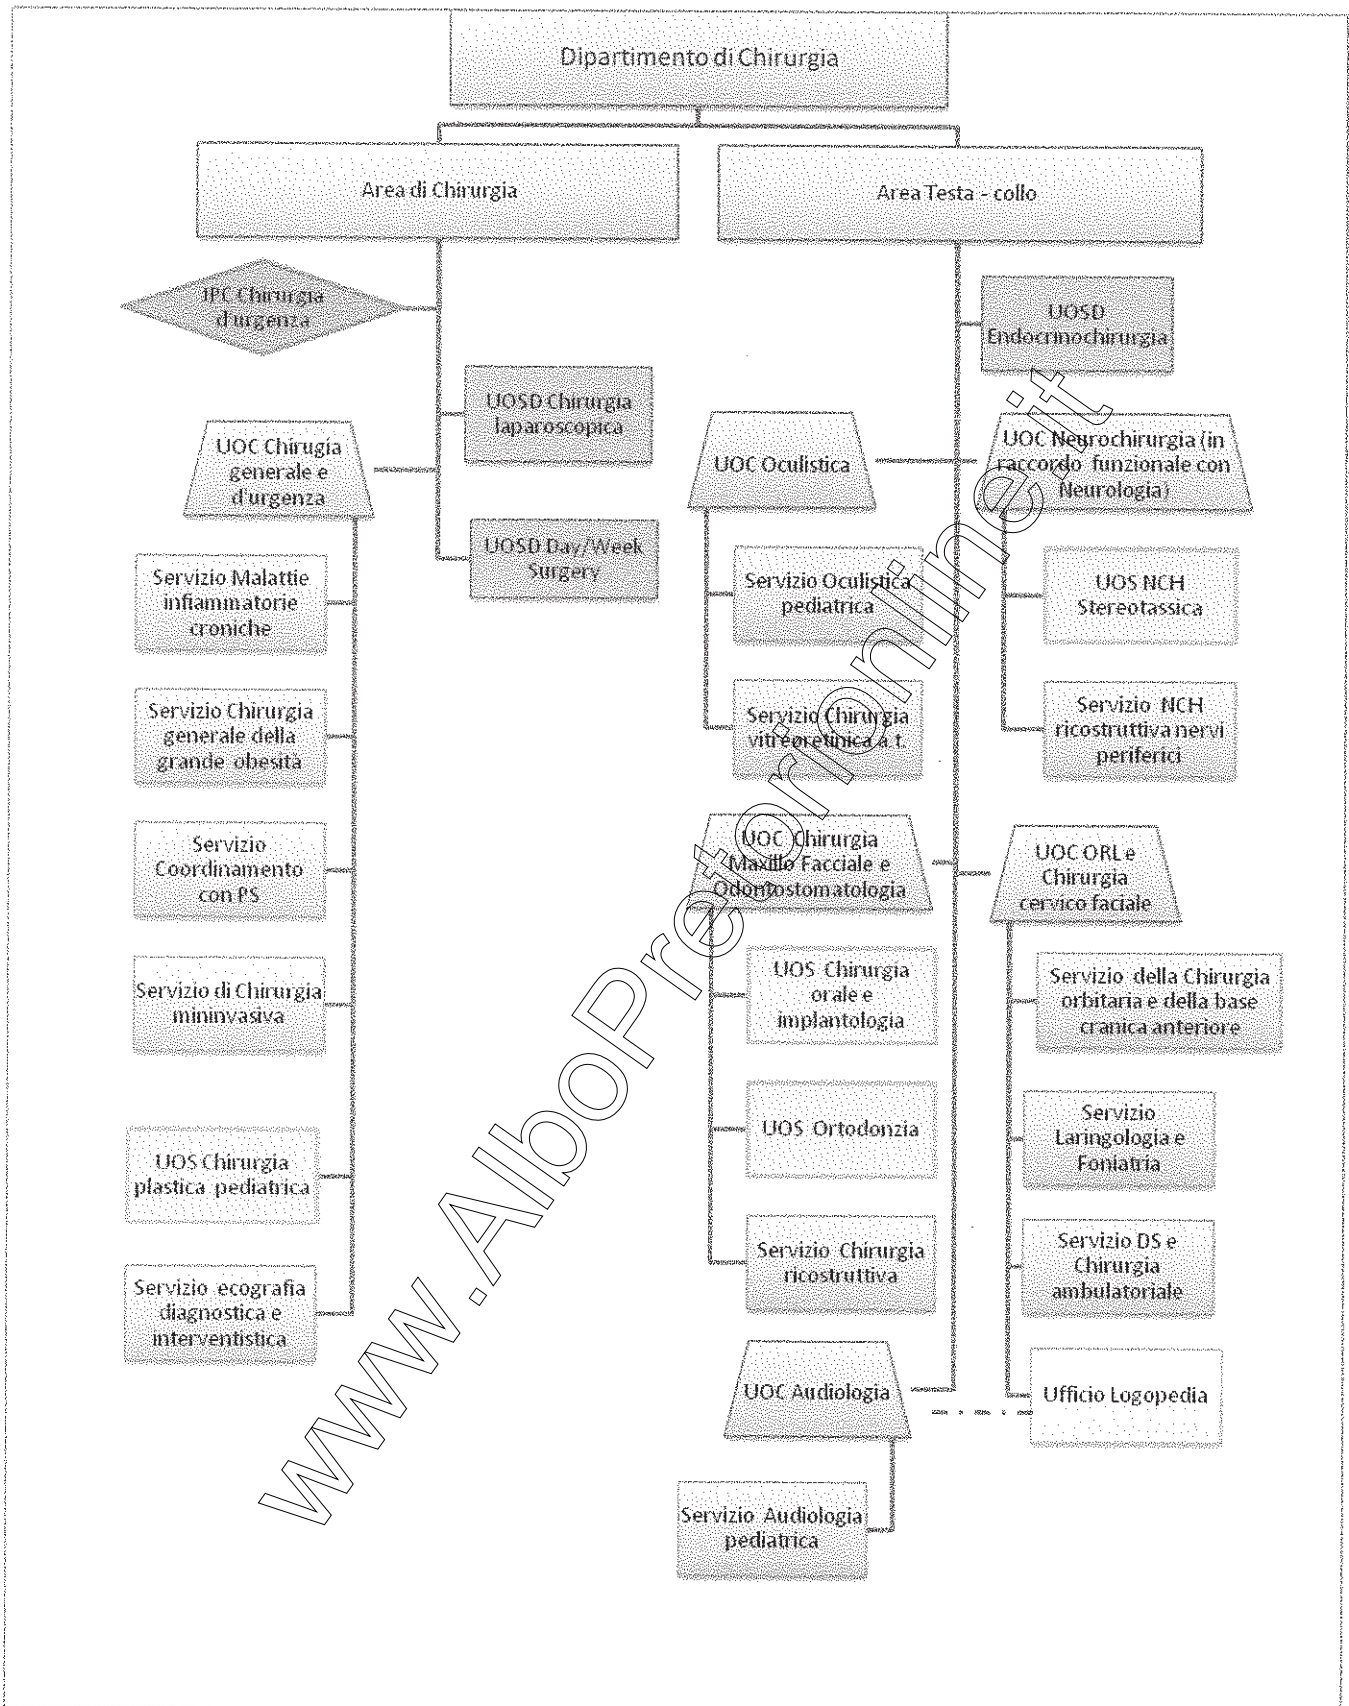 Dipartimento di Chirurgia
Area di Chirurgia
Area Testa - collo
IPC Chirurgia
d'urgenza
UOSD Chirurgia
laparoscopica
UOC Chirugia
generale e
d'urgenza
UOSD Day/Week
Surgery
Servizio Malattie
infiammatorie
croniche
Servizio Chirurgia
generale della
grande obesità
Servizio
Coordinamento
con PS
Servizio di Chirurgia
mininvasiva
UOS Chirurgia
plastica pediatrica
Servizio ecografia
diagnostica e
interventistica
UOSD
Endocrinochirurgia
UOC Oculistica
UOC Neurochirurgia (in
raccordo funzionale con
Neurologia)
Servizio Oculistica
pediatrica
Servizio Chirurgia
vitreoretinica a.t.
UOS NCH
Stereotassica
Servizio NCH
ricostruttiva nervi
periferici
UOC Chirurgia
Maxillo Facciale e
Odontostomatologia
UOS Chirurgia
orale e
implantologia
UOS Ortodonzia
Servizio Chirurgia
ricostruttiva
UOC ORL e
Chirurgia
cervico faciale
Servizio della Chirurgia
orbitaria e della base
cranica anteriore
Servizio
Laringologia e
Foniatria
Servizio DS e
Chirurgia
ambulatoriale
Ufficio Logopedia
UOC Audiologia
Servizio Audiologia
pediatrica
www.AlboPretorionline.it